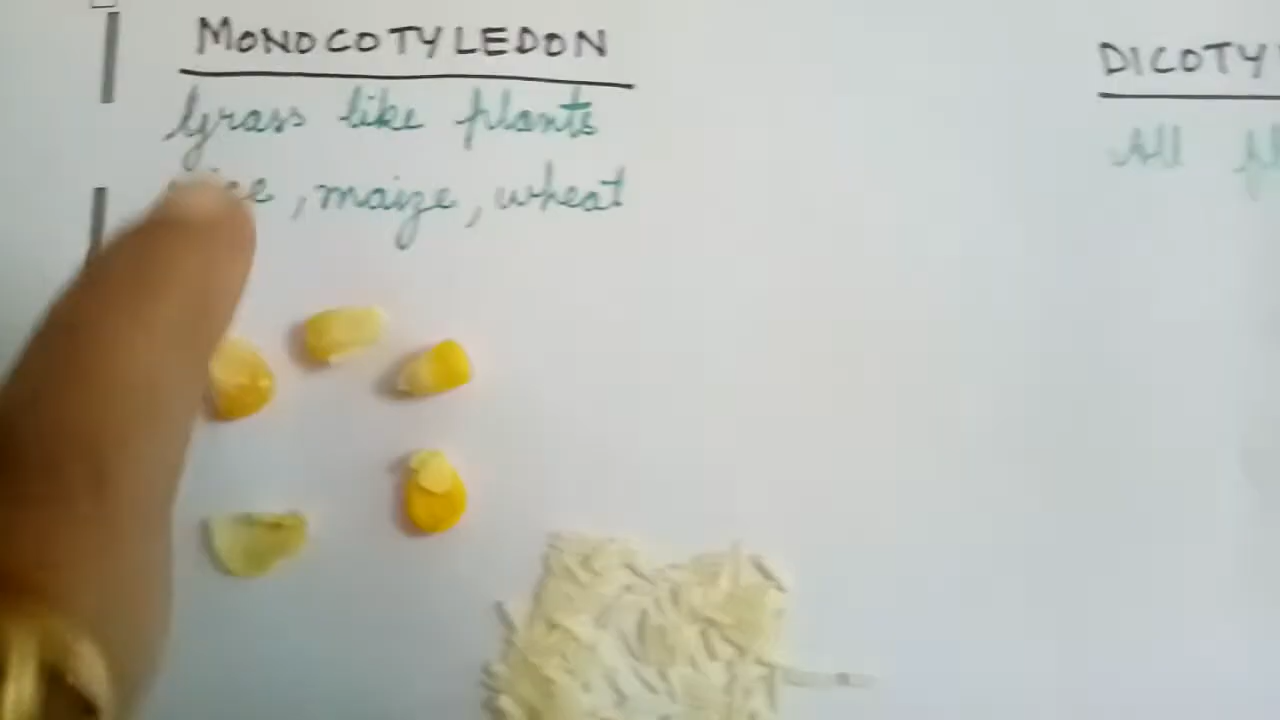 MONOCOTYLEDON
Grass like plants
, maize, wheat
DICOTY
All